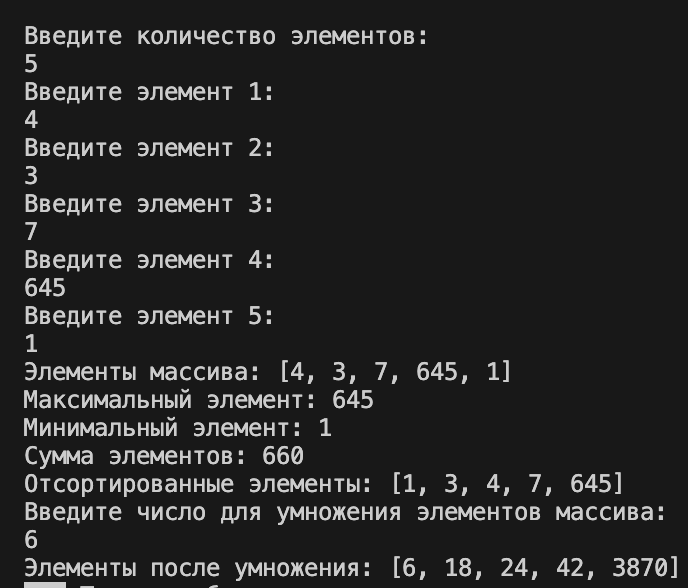 Введите количество элементов:
5
Введите элемент 1:
4
Введите элемент 2:
3
Введите элемент 3:
7
Введите элемент 4:
645
Введите элемент 5:
1
Элементы массива: [4, 3, 7, 645, 1]
Максимальный элемент: 645
Минимальный элемент: 1
Сумма элементов: 660
Отсортированные элементы: [1, 3, 4, 7, 645]
Введите число для умножения элементов массива:
6
Элементы после умножения: [6, 18, 24, 42, 3870]